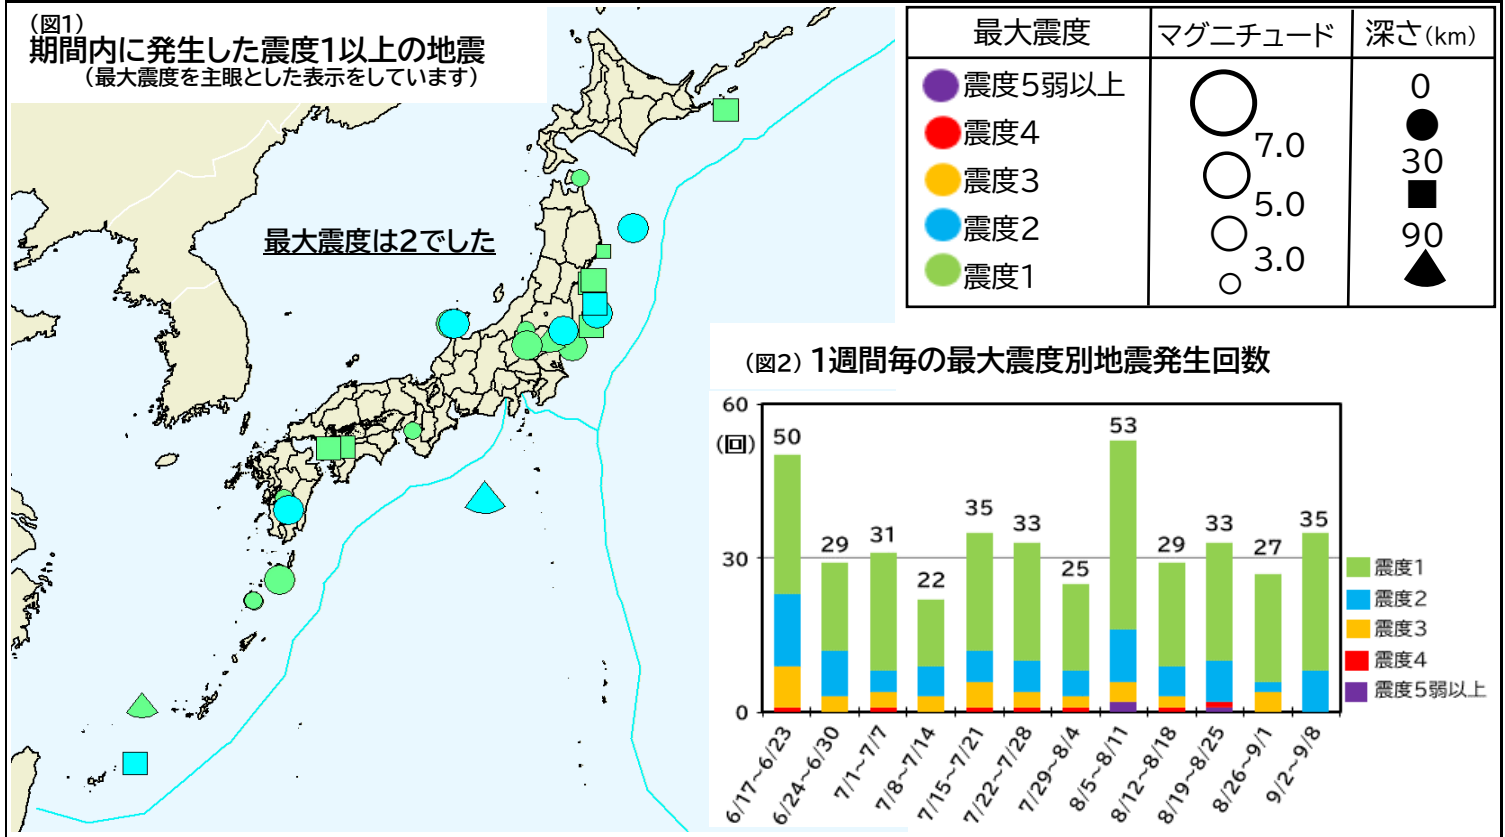 (図1)
期間内に発生した震度1以上の地震
(最大震度を主眼とした表示をしています)
最大震度は2でした
最大震度 マグニチュード 深さ(km)
震度5弱以上
震度4
震度3
震度2
震度1
7.0
5.0
3.0
0
30
90
(図2) 1週間毎の最大震度別地震発生回数
60
(回)
30
0
50
29
31
22
35
33
25
53
29
33
27
35
6/17~6/23
6/24~6/30
7/1~7/7
7/8~7/14
7/15~7/21
7/22~7/28
7/29~8/4
8/5~8/11
8/12~8/18
8/19~8/25
8/26~9/1
9/2~9/8
震度1
震度2
震度3
震度4
震度5弱以上